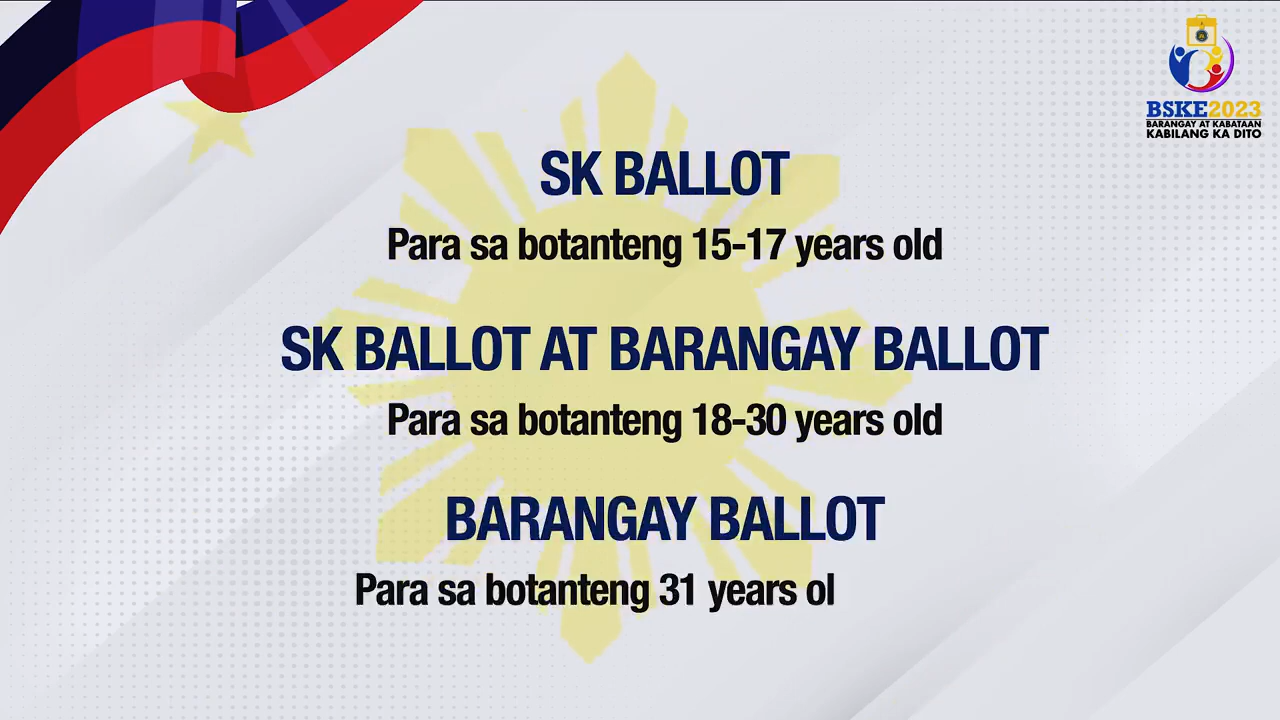 BSKE2023
BARANGAY AT KABATAAN
KABILANG KA DITO
SK BALLOT
Para sa botanteng 15-17 years old
SK BALLOT AT BARANGAY BALLOT
Para sa botanteng 18-30 years old
BARANGAY BALLOT
Para sa botanteng 31 years ol